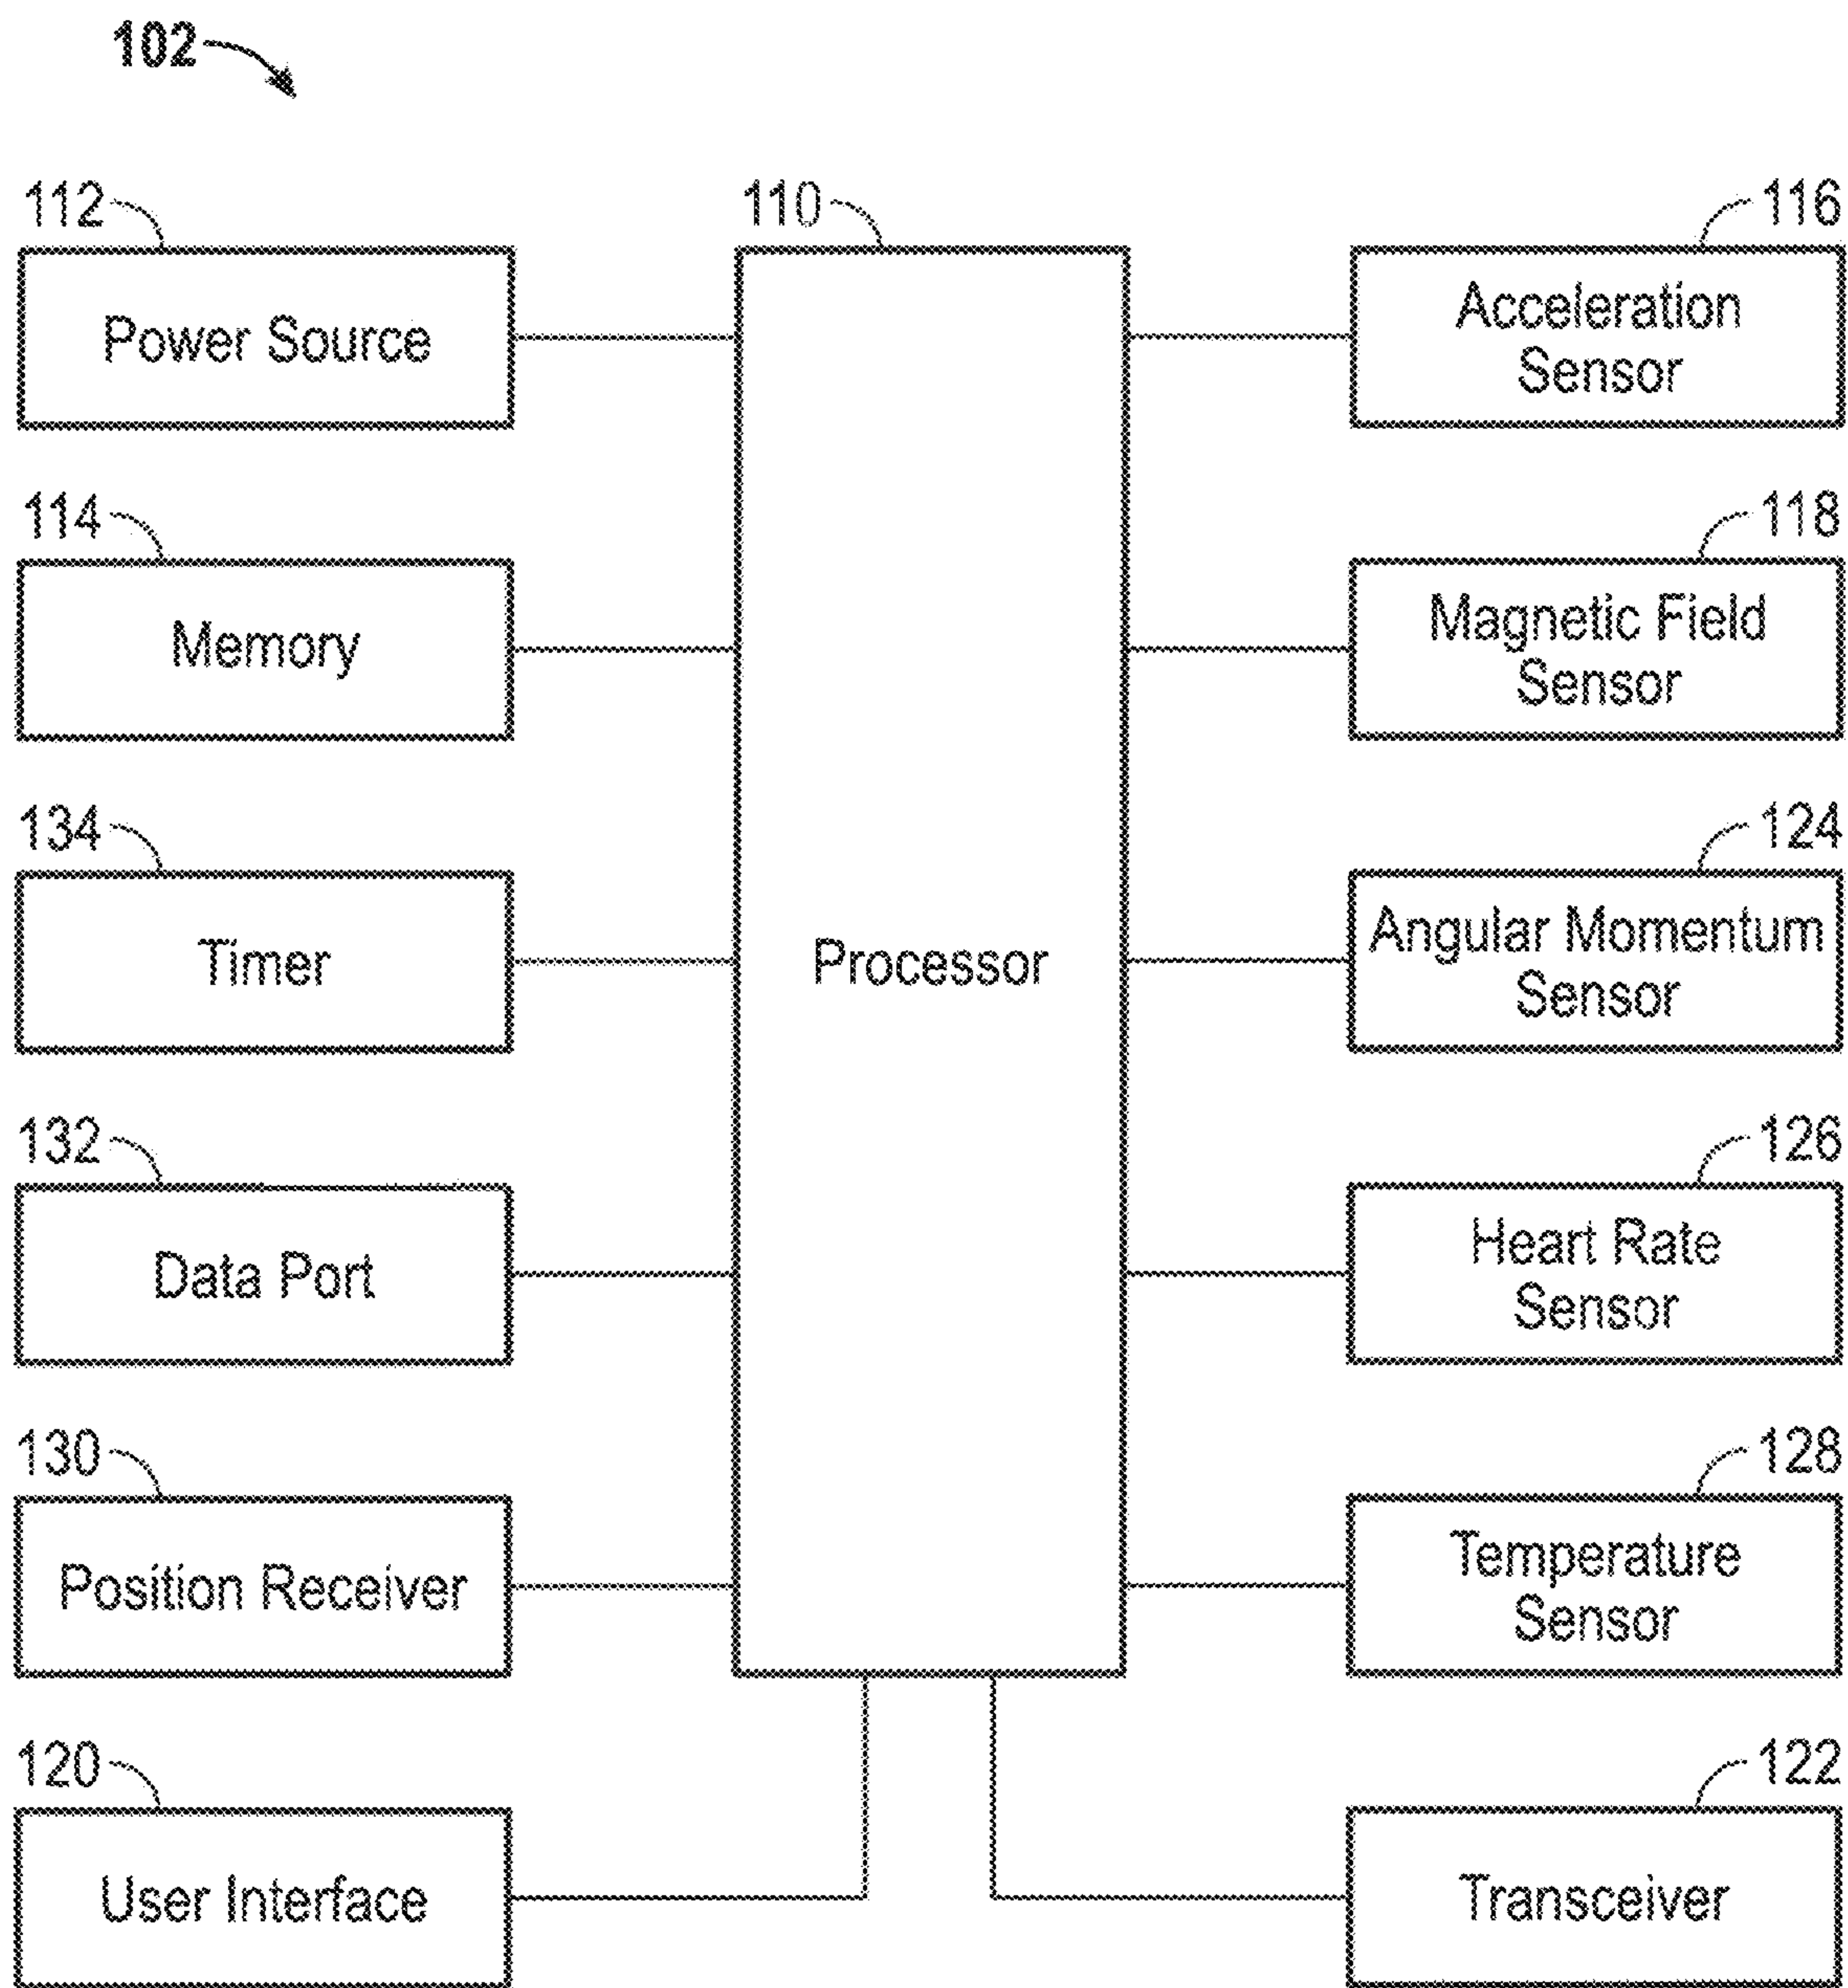 102
112
110
116
Power Source
Acceleration
Sensor
114
118
Memory
Magnetic Field
Sensor
134
124
Timer
Processor
Angular Momentum
Sensor
132
126
Data Port
Heart Rate
Sensor
130
128
Position Receiver
Temperature
Sensor
120
122
User Interface
Transceiver